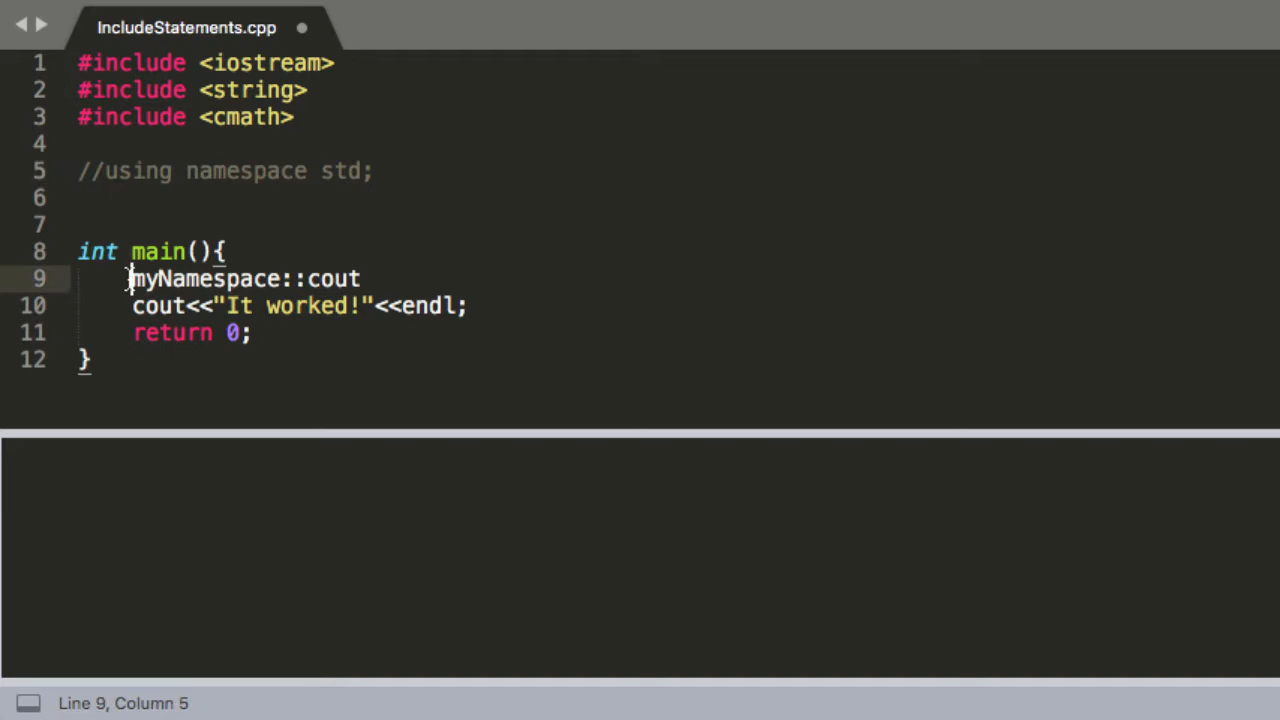 IncludeStatements.cpp
1 #include <iostream>
2 #include <string>
3 #include <cmath>
4
5 //using namespace std;
6
7
8 int main(){
9 myNamespace::cout
10 cout<<"It worked!"<<endl;
11 return 0;
12 }
Line 9, Column 5